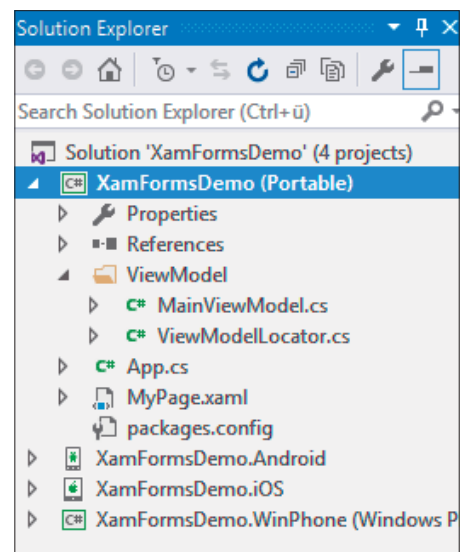 Solution Explorer
Search Solution Explorer (Ctrl+ü)
Solution 'XamFormsDemo' (4 projects)
C# XamFormsDemo (Portable)
Properties
References
ViewModel
C# MainViewModel.cs
C# ViewModelLocator.cs
C# App.cs
MyPage.xaml
packages.config
XamFormsDemo.Android
XamFormsDemo.iOS
C# XamFormsDemo.WinPhone (Windows P